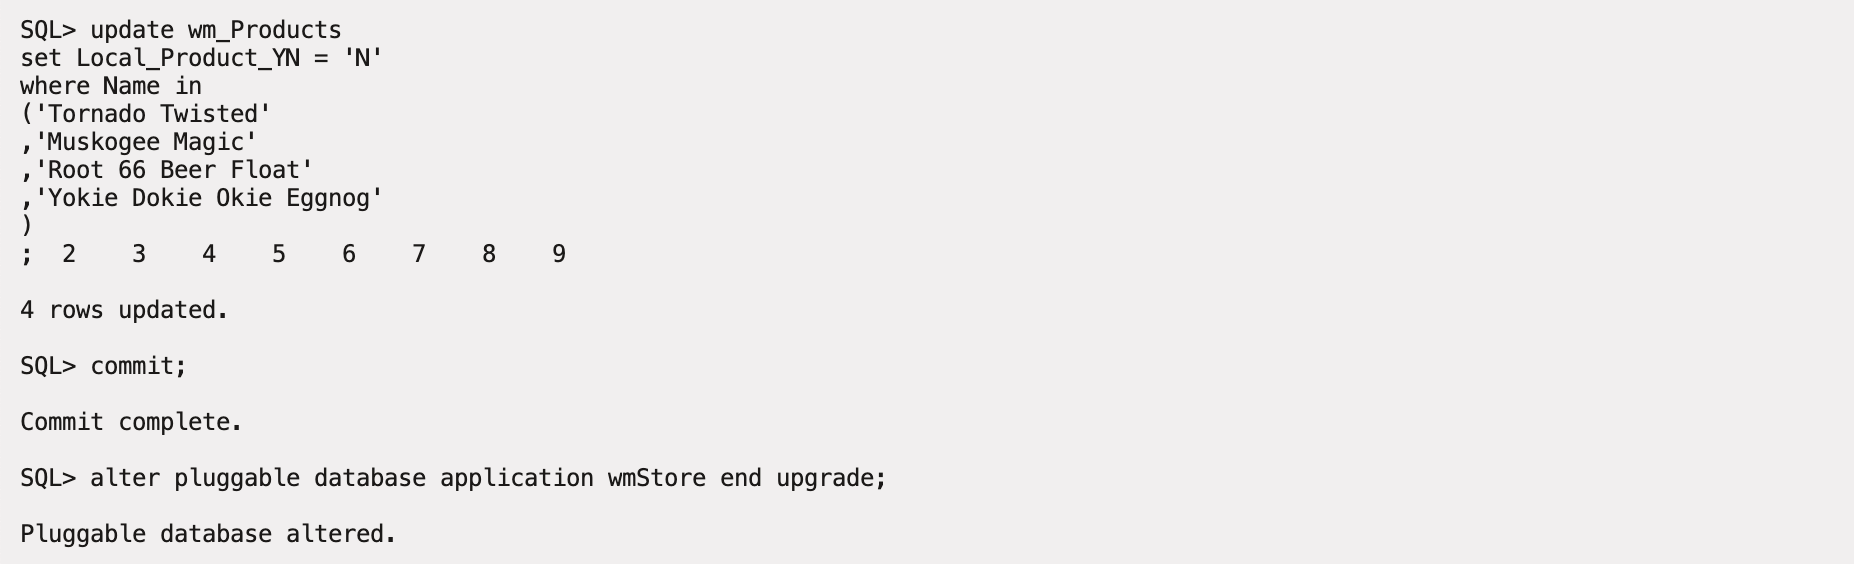 SQL> update wm_Products
set Local_Product_YN = 'N'
where Name in
('Tornado Twisted'
,'Muskogee Magic'
,'Root 66 Beer Float'
,'Yokie Dokie Okie Eggnog'
)
;  2    3    4    5    6    7    8    9
4 rows updated.
SQL> commit;
Commit complete.
SQL> alter pluggable database application wmStore end upgrade;
Pluggable database altered.